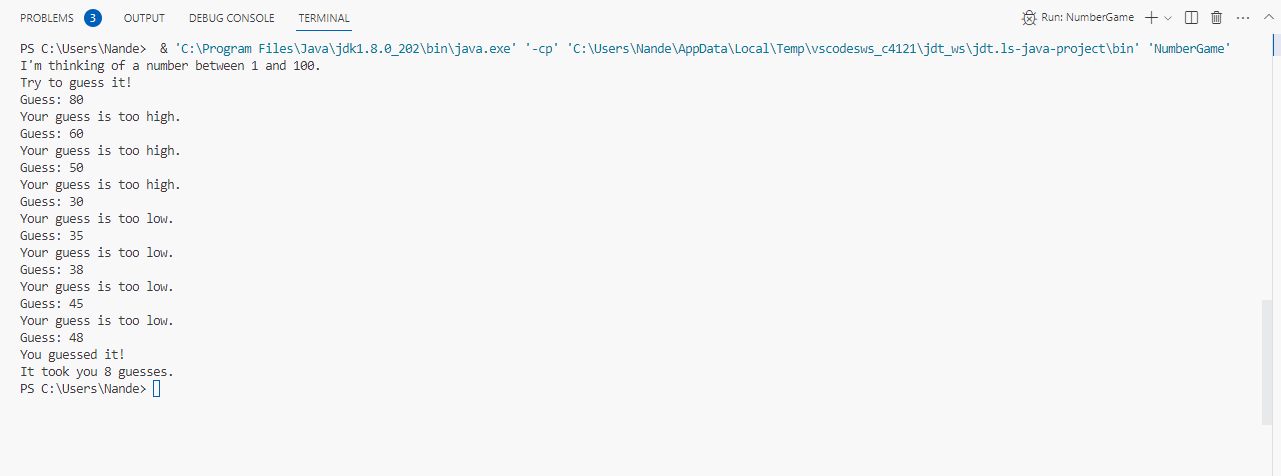 PROBLEMS 3 OUTPUT DEBUG CONSOLE TERMINAL Run: NumberGame
PS C:\Users\Nande>  & 'C:\Program Files\Java\jdk1.8.0_202\bin\java.exe' '-cp' 'C:\Users\Nande\AppData\Local\Temp\vscodesws_c4121\jdt_ws\jdt.ls-java-project\bin' 'NumberGame'
I'm thinking of a number between 1 and 100.
Try to guess it!
Guess: 80
Your guess is too high.
Guess: 60
Your guess is too high.
Guess: 50
Your guess is too high.
Guess: 30
Your guess is too low.
Guess: 35
Your guess is too low.
Guess: 38
Your guess is too low.
Guess: 45
Your guess is too low.
Guess: 48
You guessed it!
It took you 8 guesses.
PS C:\Users\Nande>